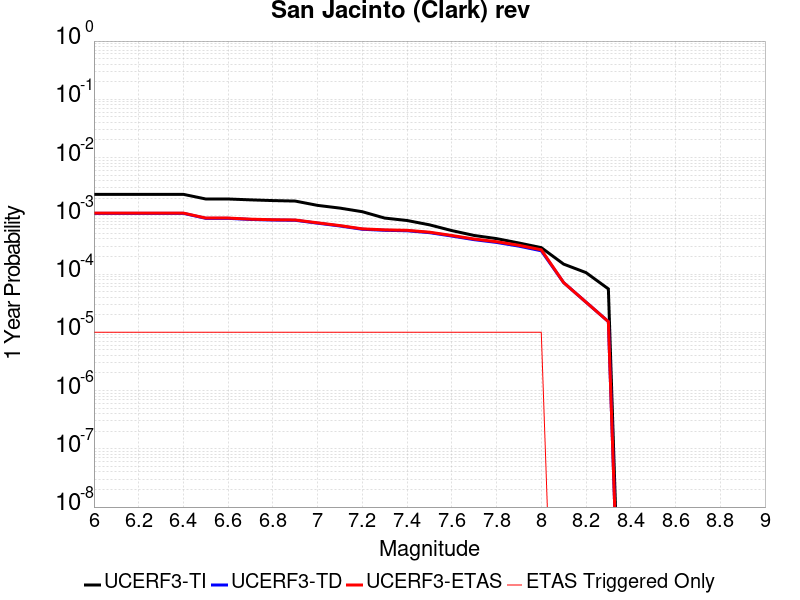 San Jacinto (Clark) rev
10^0
10^-1
10^-2
10^-3
10^-4
10^-5
10^-6
10^-7
10^-8
1 Year Probability
6 6.2 6.4 6.6 6.8 7 7.2 7.4 7.6 7.8 8 8.2 8.4 8.6 8.8 9
Magnitude
UCERF3-TI UCERF3-TD UCERF3-ETAS ETAS Triggered Only